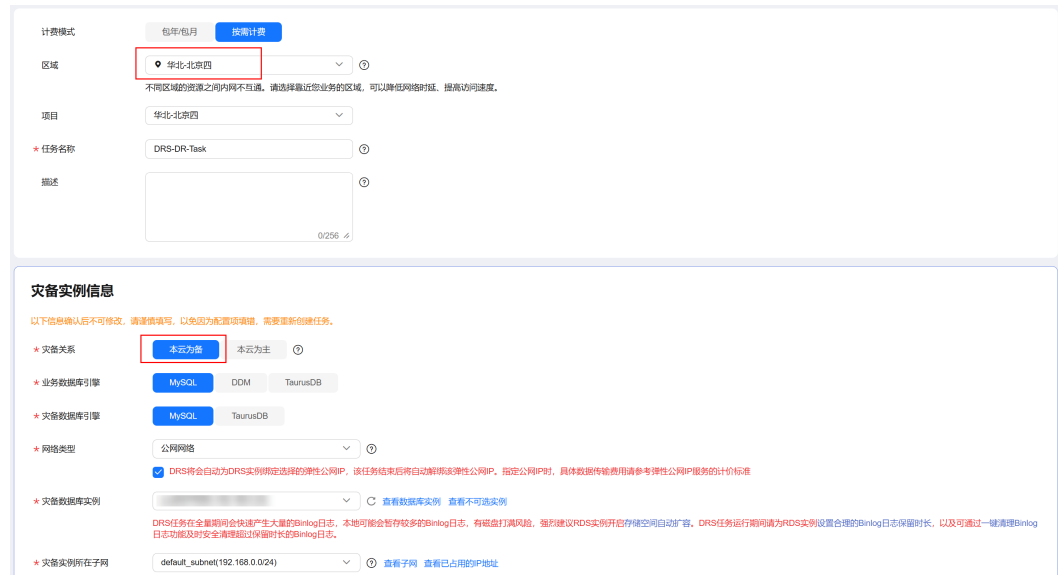 计费模式 包年/包月 按需计费
区域 华北-北京四
不同区域的资源之间内网不互通。请选择靠近您业务的区域，可以降低网络时延、提高访问速度。
项目 华北-北京四
* 任务名称 DRS-DR-Task
描述
0/256
灾备实例信息
以下信息确认后不可修改，请谨慎填写，以免因为配置项填错，需要重新创建任务。
* 灾备关系 本云为备 本云为主
* 业务数据库引擎 MySQL DDM TaurusDB
* 灾备数据库引擎 MySQL TaurusDB
* 网络类型 公网网络
DRS将会自动为DRS实例绑定选择的弹性公网IP，该任务结束后将自动解绑该弹性公网IP。指定公网IP时，具体数据传输费用请参考弹性公网IP服务的计价标准
* 灾备数据库实例 查看数据库实例 查看不可选实例
DRS任务在全量期间会快速产生大量的Binlog日志，本地可能会暂存较多的Binlog日志，有磁盘打满风险，强烈建议RDS实例开启存储空间自动扩容。DRS任务运行期间请为RDS实例设置合理的Binlog日志保留时长，以及可通过一键清理Binlog
日志功能及时安全清理超过保留时长的Binlog日志。
* 灾备实例所在子网 default_subnet(192.168.0.0/24) 查看子网 查看已占用的IP地址